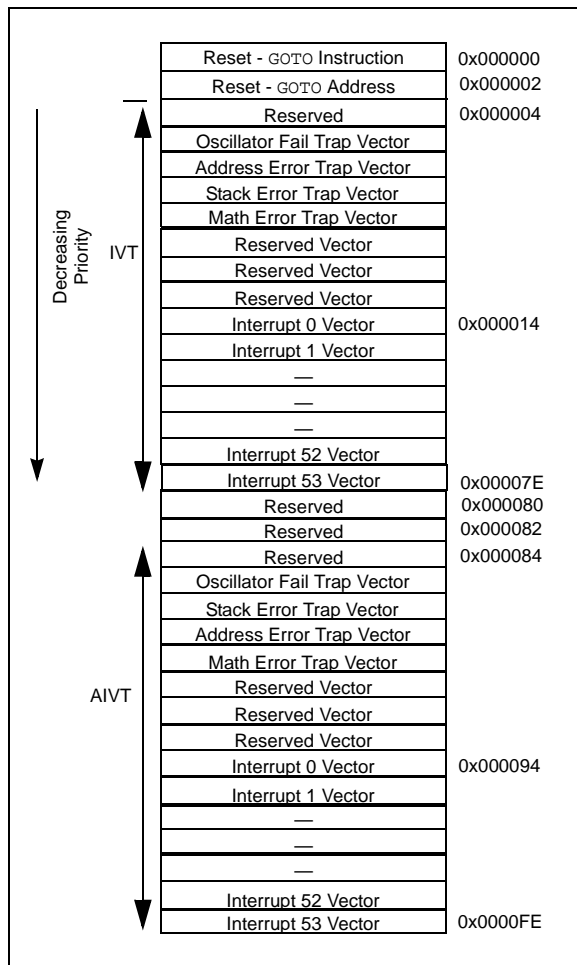 Reset - GOTO Instruction 0x000000
Reset - GOTO Address 0x000002
Reserved 0x000004
Oscillator Fail Trap Vector
Address Error Trap Vector
Stack Error Trap Vector
Math Error Trap Vector
Reserved Vector
Reserved Vector
Reserved Vector
Interrupt 0 Vector 0x000014
Interrupt 1 Vector
—
—
—
Interrupt 52 Vector
Interrupt 53 Vector 0x00007E
Reserved 0x000080
Reserved 0x000082
Reserved 0x000084
Oscillator Fail Trap Vector
Stack Error Trap Vector
Address Error Trap Vector
Math Error Trap Vector
Reserved Vector
Reserved Vector
Reserved Vector
Interrupt 0 Vector 0x000094
Interrupt 1 Vector
—
—
—
Interrupt 52 Vector
Interrupt 53 Vector 0x0000FE
Decreasing
Priority
IVT
AIVT